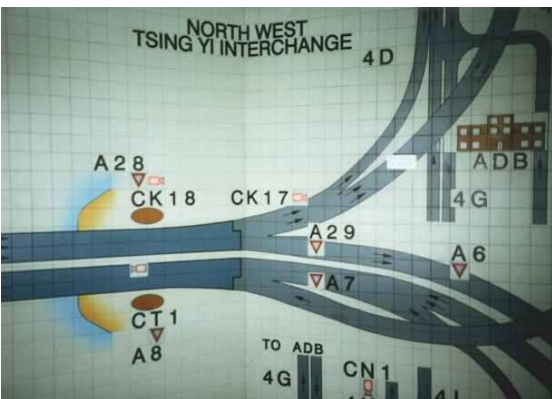 NORTH WEST
TSING YI INTERCHANGE
4D
A28
CK18
CK17
ADB
4G
A29
A6
A7
CT1
A8
TO ADB
4G
CN1